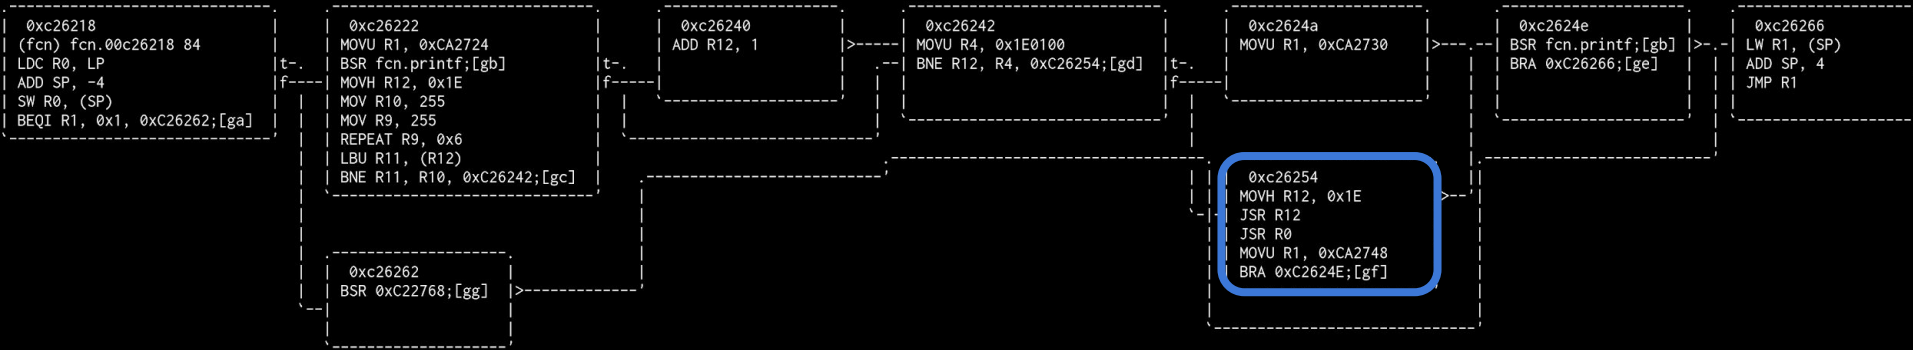 0xc26218
(fcn) fcn.00c26218 84
LDC R0, LP
ADD SP, -4
SW R0, (SP)
BEQI R1, 0x1, 0xC26262;[ga]
t
f
0xc26222
MOVU R1, 0xCA2724
BSR fcn.printf;[gb]
MOVH R12, 0x1E
MOV R10, 255
MOV R9, 255
REPEAT R9, 0x6
LBU R11, (R12)
BNE R11, R10, 0xC26242;[gc]
t
f
0xc26240
ADD R12, 1
0xc26242
MOVU R4, 0x1E0100
BNE R12, R4, 0xC26254;[gd]
t
f
0xc2624a
MOVU R1, 0xCA2730
0xc2624e
BSR fcn.printf;[gb]
BRA 0xC26266;[ge]
0xc26266
LW R1, (SP)
ADD SP, 4
JMP R1
0xc26254
MOVH R12, 0x1E
JSR R12
JSR R0
MOVU R1, 0xCA2748
BRA 0xC2624E;[gf]
0xc26262
BSR 0xC22768;[gg]